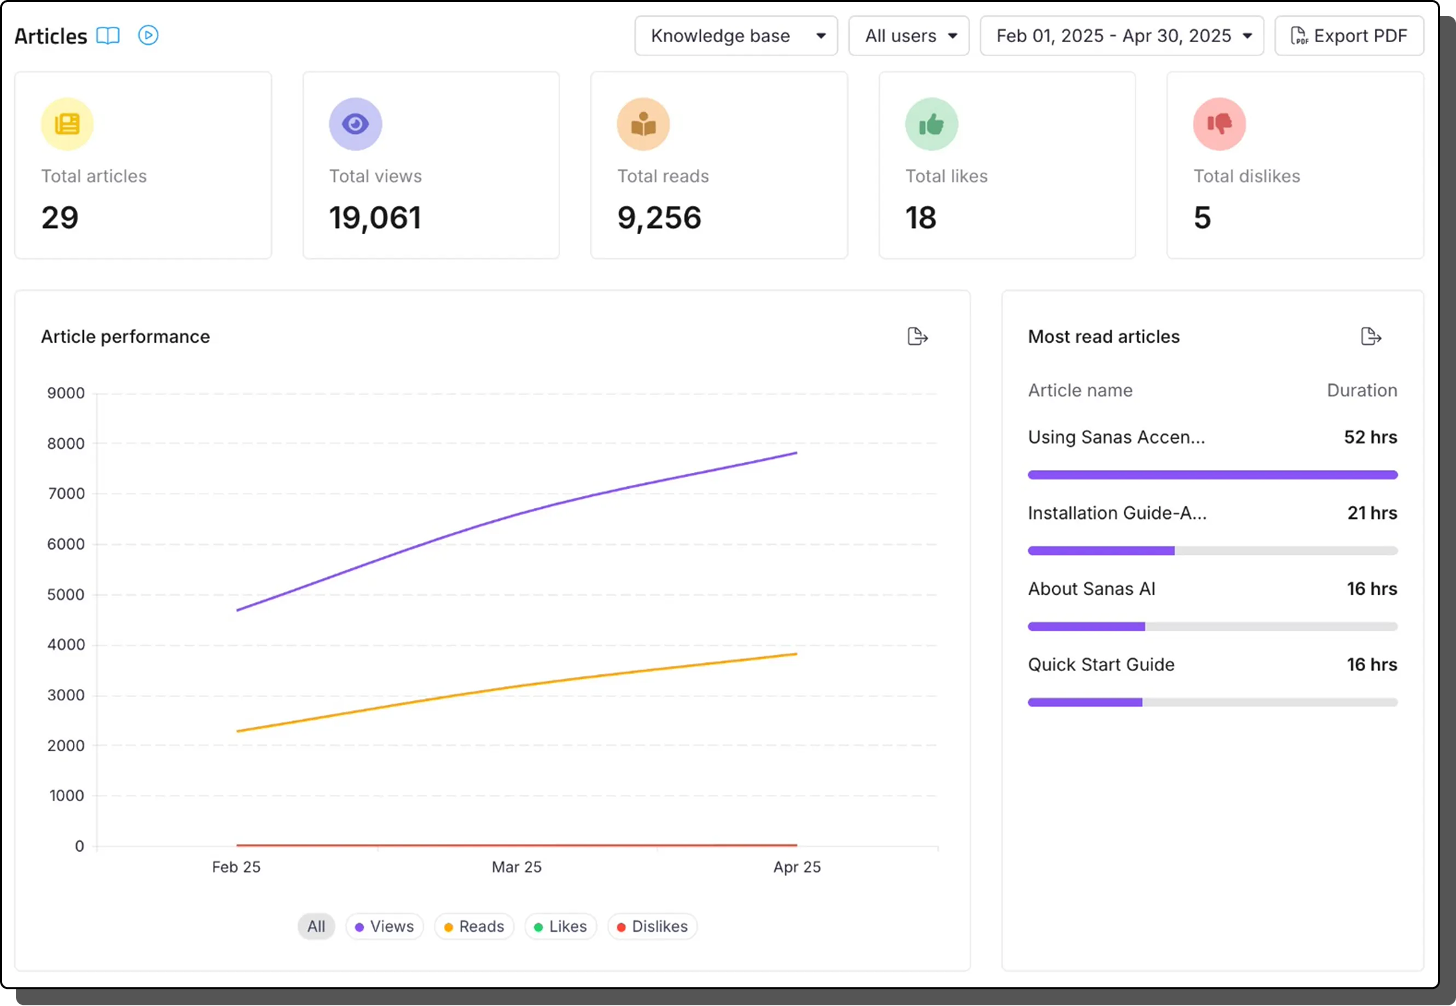 Articles
Knowledge base
All users
Feb 01, 2025 - Apr 30, 2025
PDF
Export PDF
Total articles
29
Total views
19,061
Total reads
9,256
Total likes
18
Total dislikes
5
Article performance
9000
8000
7000
6000
5000
4000
3000
2000
1000
0
Feb 25
Mar 25
Apr 25
All
Views
Reads
Likes
Dislikes
Most read articles
Article name
Duration
Using Sanas Accen...
52 hrs
Installation Guide-A...
21 hrs
About Sanas AI
16 hrs
Quick Start Guide
16 hrs